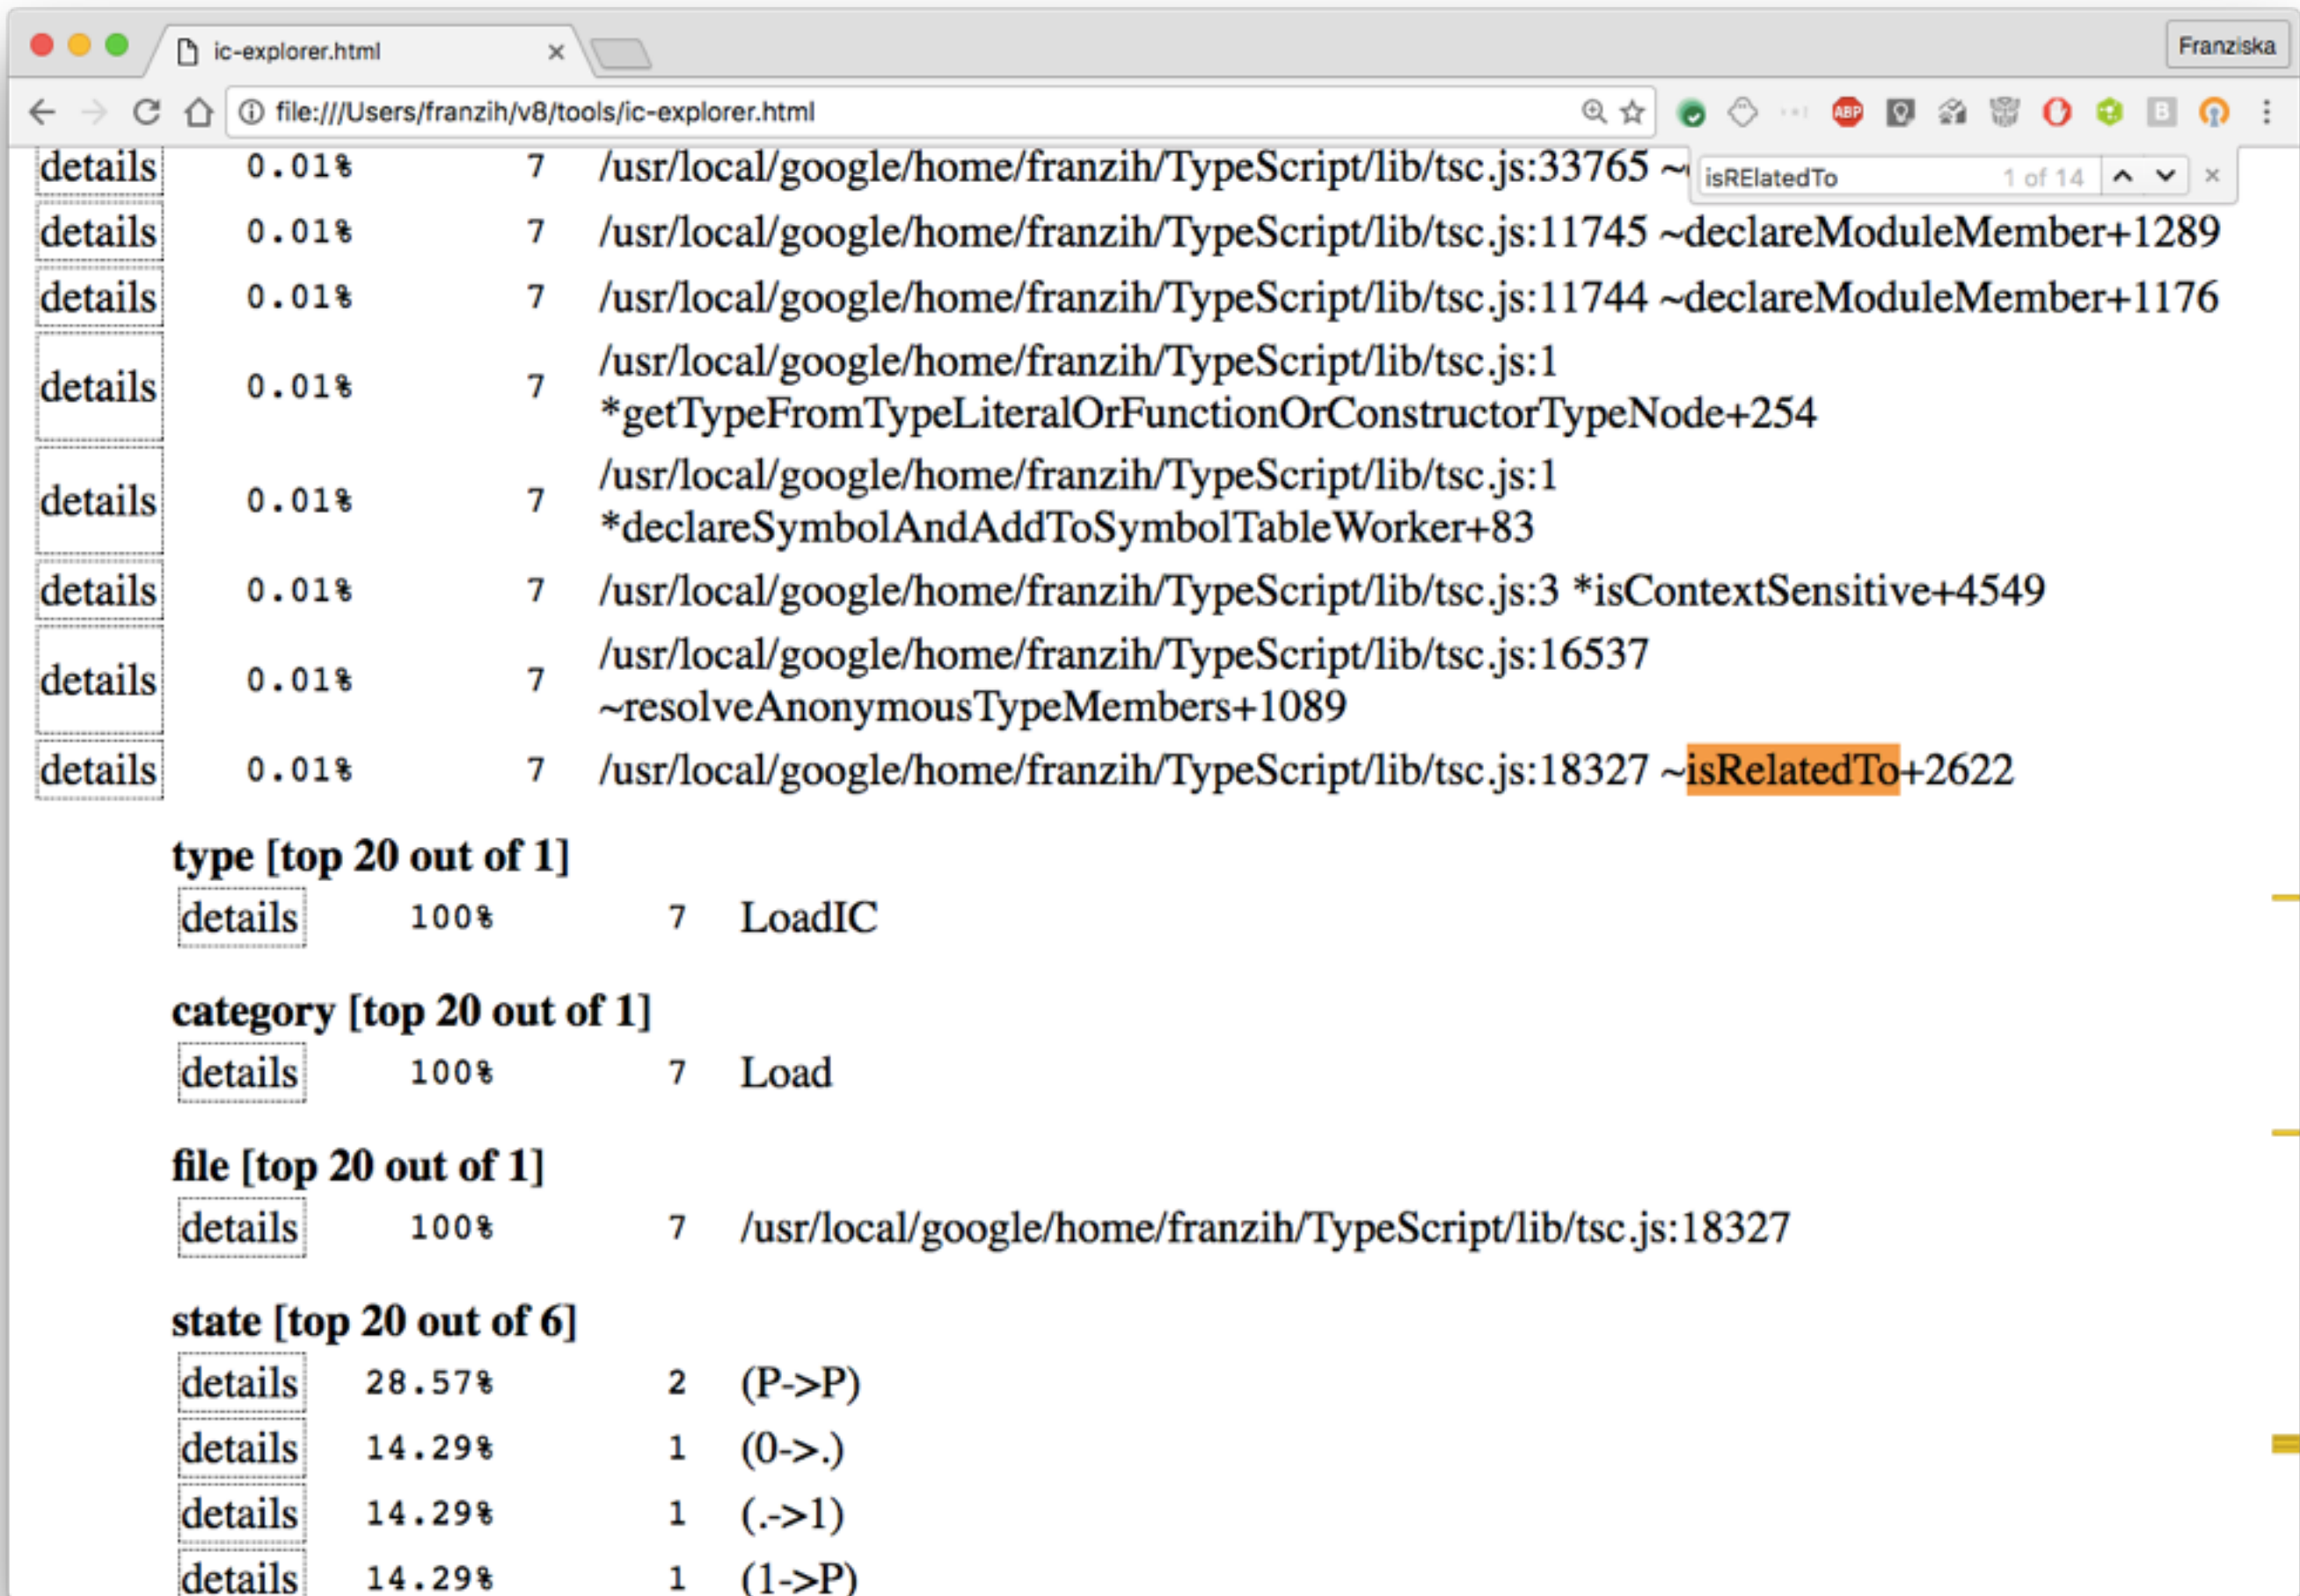 ic-explorer.html
Franziska
file:///Users/franzih/v8/tools/ic-explorer.html
ABP
B
isRElatedTo 1 of 14
details 0.01% 7 /usr/local/google/home/franzih/TypeScript/lib/tsc.js:33765
details 0.01% 7 /usr/local/google/home/franzih/TypeScript/lib/tsc.js:11745 ~declareModuleMember+1289
details 0.01% 7 /usr/local/google/home/franzih/TypeScript/lib/tsc.js:11744 ~declareModuleMember+1176
details 0.01% 7 /usr/local/google/home/franzih/TypeScript/lib/tsc.js:1
*getTypeFromTypeLiteralOrFunctionOrConstructorTypeNode+254
details 0.01% 7 /usr/local/google/home/franzih/TypeScript/lib/tsc.js:1
*declareSymbolAndAddToSymbolTableWorker+83
details 0.01% 7 /usr/local/google/home/franzih/TypeScript/lib/tsc.js:3 *isContextSensitive+4549
details 0.01% 7 /usr/local/google/home/franzih/TypeScript/lib/tsc.js:16537
~resolveAnonymousTypeMembers+1089
details 0.01% 7 /usr/local/google/home/franzih/TypeScript/lib/tsc.js:18327 ~isRelatedTo+2622
type [top 20 out of 1]
details 100% 7 LoadIC
category [top 20 out of 1]
details 100% 7 Load
file [top 20 out of 1]
details 100% 7 /usr/local/google/home/franzih/TypeScript/lib/tsc.js:18327
state [top 20 out of 6]
details 28.57% 2 (P->P)
details 14.29% 1 (0->.)
details 14.29% 1 (.->1)
details 14.29% 1 (1->P)